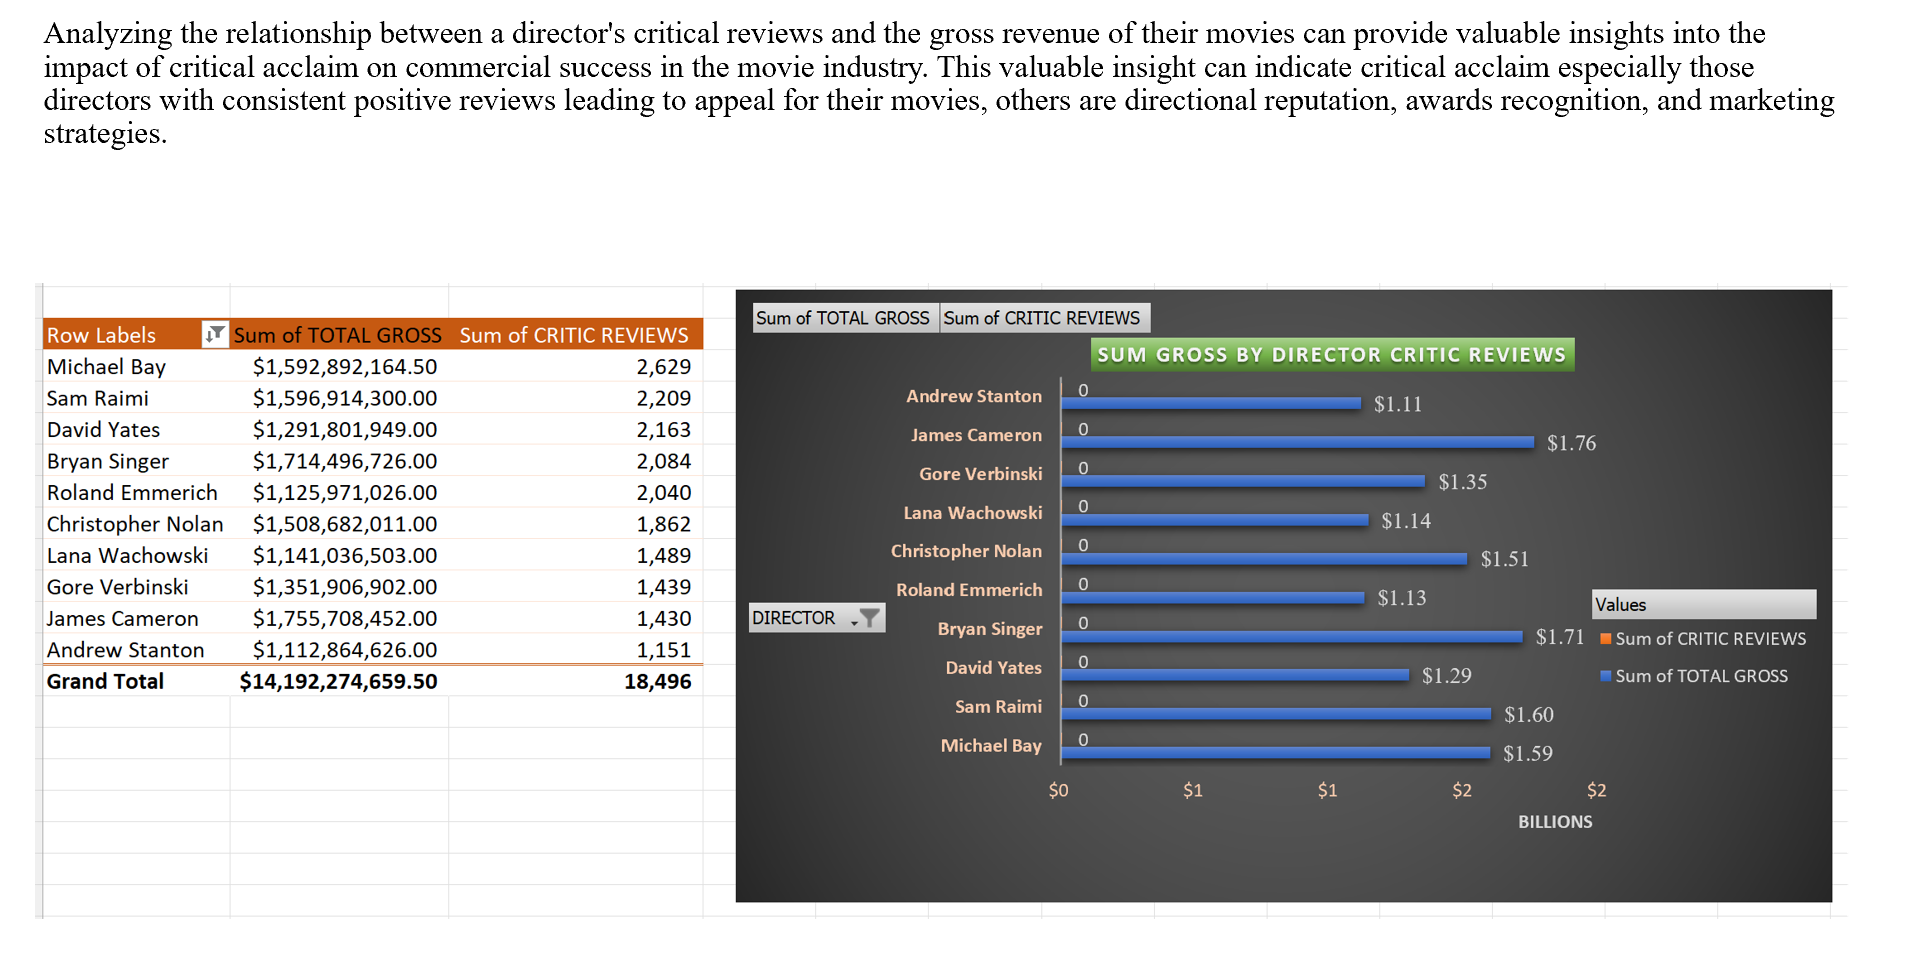 Analyzing the relationship between a director's critical reviews and the gross revenue of their movies can provide valuable insights into the
impact of critical acclaim on commercial success in the movie industry. This valuable insight can indicate critical acclaim especially those
directors with consistent positive reviews leading to appeal for their movies, others are directional reputation, awards recognition, and marketing
strategies.
Row Labels Sum of TOTAL GROSS Sum of CRITIC REVIEWS
Michael Bay $1,592,892,164.50 2,629
Sam Raimi $1,596,914,300.00 2,209
David Yates $1,291,801,949.00 2,163
Bryan Singer $1,714,496,726.00 2,084
Roland Emmerich $1,125,971,026.00 2,040
Christopher Nolan $1,508,682,011.00 1,862
Lana Wachowski $1,141,036,503.00 1,489
Gore Verbinski $1,351,906,902.00 1,439
James Cameron $1,755,708,452.00 1,430
Andrew Stanton $1,112,864,626.00 1,151
Grand Total $14,192,274,659.50 18,496
Sum of TOTAL GROSS Sum of CRITIC REVIEWS
SUM GROSS BY DIRECTOR CRITIC REVIEWS
Andrew Stanton 0 $1.11
James Cameron 0 $1.76
Gore Verbinski 0 $1.35
Lana Wachowski 0 $1.14
Christopher Nolan 0 $1.51
Roland Emmerich 0 $1.13
Bryan Singer 0 $1.71
David Yates 0 $1.29
Sam Raimi 0 $1.60
Michael Bay 0 $1.59
$0 $1 $1 $2 $2
BILLIONS
DIRECTOR
Values
Sum of CRITIC REVIEWS
Sum of TOTAL GROSS